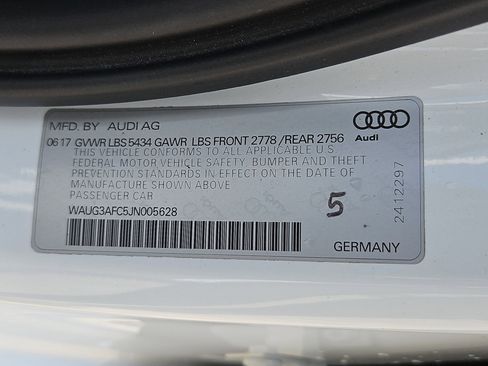 MFD. BY AUDI AG
Audi
0617 GVWR LBS 5434 GAWR LBS FRONT 2778 /REAR 2756
THIS VEHICLE CONFORMS TO ALL APPLICABLE U.S.
FEDERAL MOTOR VEHICLE SAFETY, BUMPER AND THEFT
PREVENTION STANDARDS IN EFFECT ON THE DATE OF
MANUFACTURE SHOWN ABOVE.
PASSENGER CAR
WAUG3AFC5JN005628
5
2412297
GERMANY